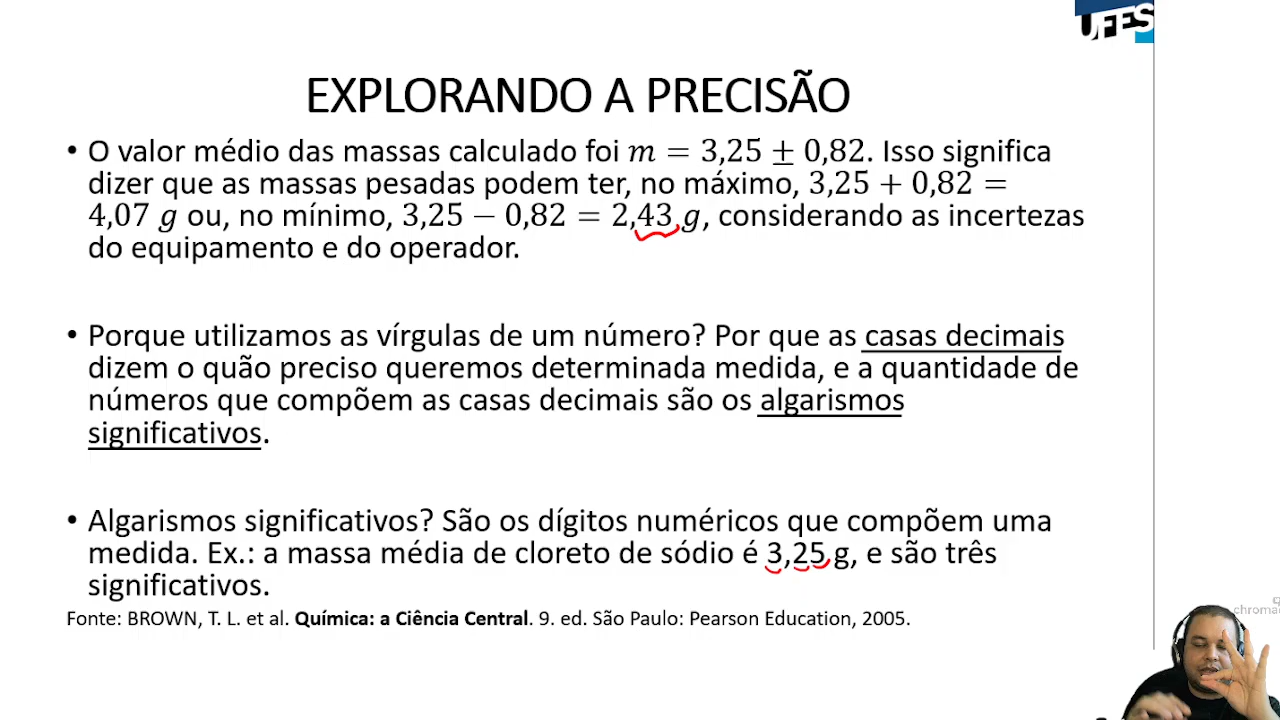 UFES
EXPLORANDO A PRECISÃO
• O valor médio das massas calculado foi m = 3,25 ± 0,82. Isso significa
dizer que as massas pesadas podem ter, no máximo, 3,25 + 0,82 =
4,07 g ou, no mínimo, 3,25 − 0,82 = 2,43 g, considerando as incertezas
do equipamento e do operador.
• Porque utilizamos as vírgulas de um número? Por que as casas decimais
dizem o quão preciso queremos determinada medida, e a quantidade de
números que compõem as casas decimais são os algarismos
significativos.
• Algarismos significativos? São os dígitos numéricos que compõem uma
medida. Ex.: a massa média de cloreto de sódio é 3,25 g, e são três
significativos.
Fonte: BROWN, T. L. et al. Química: a Ciência Central. 9. ed. São Paulo: Pearson Education, 2005.